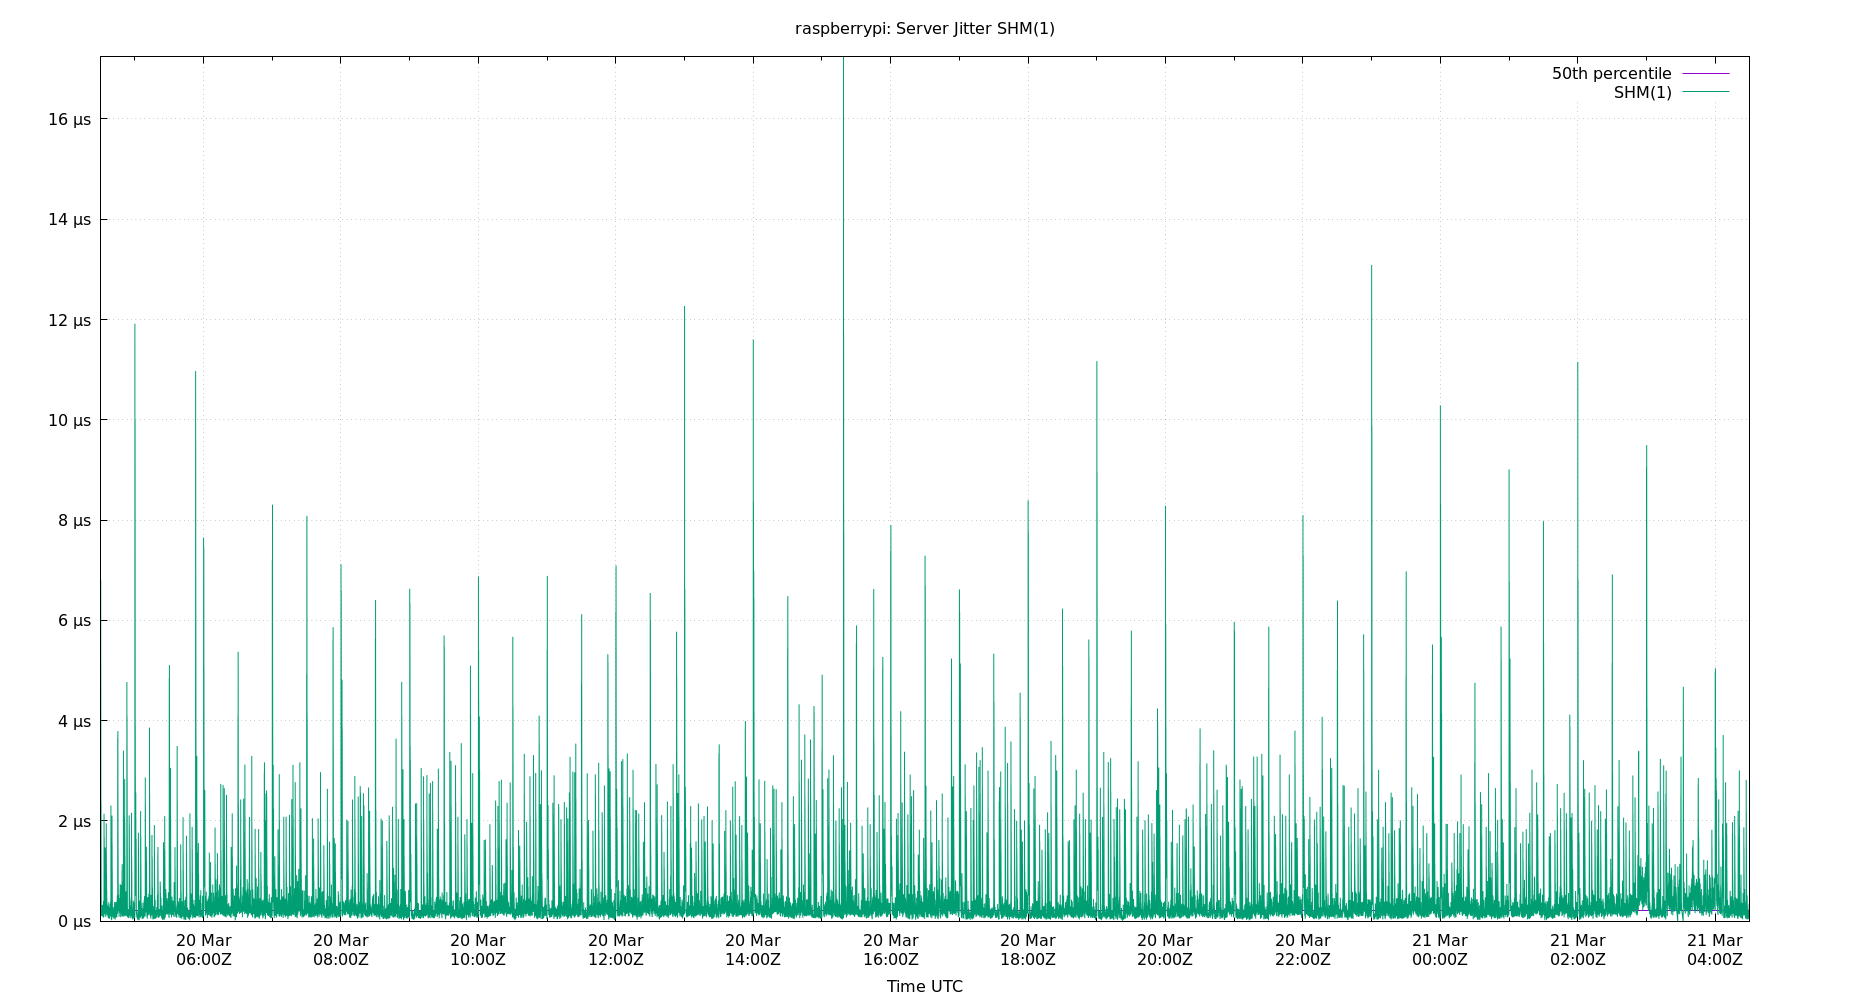 raspberrypi: Server Jitter SHM(1)
50th percentile
SHM(1)
16 µs
14 µs
12 µs
10 µs
8 µs
6 µs
4 µs
2 µs
0 µs
20 Mar 20 Mar 20 Mar 20 Mar 20 Mar 20 Mar 20 Mar 20 Mar 20 Mar 21 Mar 21 Mar 21 Mar
06:00Z 08:00Z 10:00Z 12:00Z 14:00Z 16:00Z 18:00Z 20:00Z 22:00Z 00:00Z 02:00Z 04:00Z
Time UTC